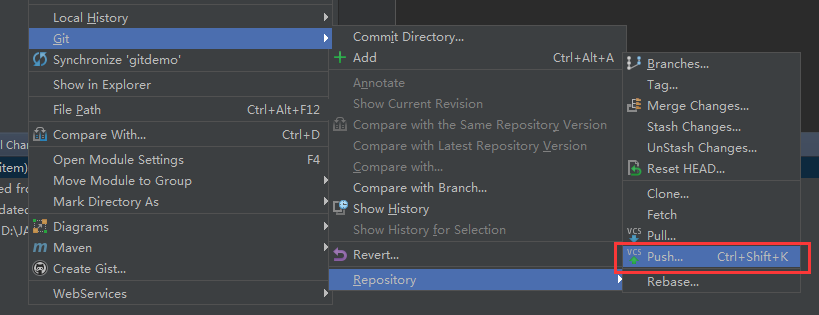 Local History
Git
Synchronize 'gitdemo'
Show in Explorer
File Path Ctrl+Alt+F12
Compare With... Ctrl+D
Open Module Settings F4
Move Module to Group
Mark Directory As
Diagrams
Maven
Create Gist...
WebServices
Commit Directory...
Add Ctrl+Alt+A
Annotate
Show Current Revision
Compare with the Same Repository Version
Compare with Latest Repository Version
Compare with...
Compare with Branch...
Show History
Show History for Selection
Revert...
Repository
Branches...
Tag...
Merge Changes...
Stash Changes...
UnStash Changes...
Reset HEAD...
Clone...
Fetch
VCS Pull...
VCS Push... Ctrl+Shift+K
Rebase...
l Chan
item)
ed from
dated
D:\JA